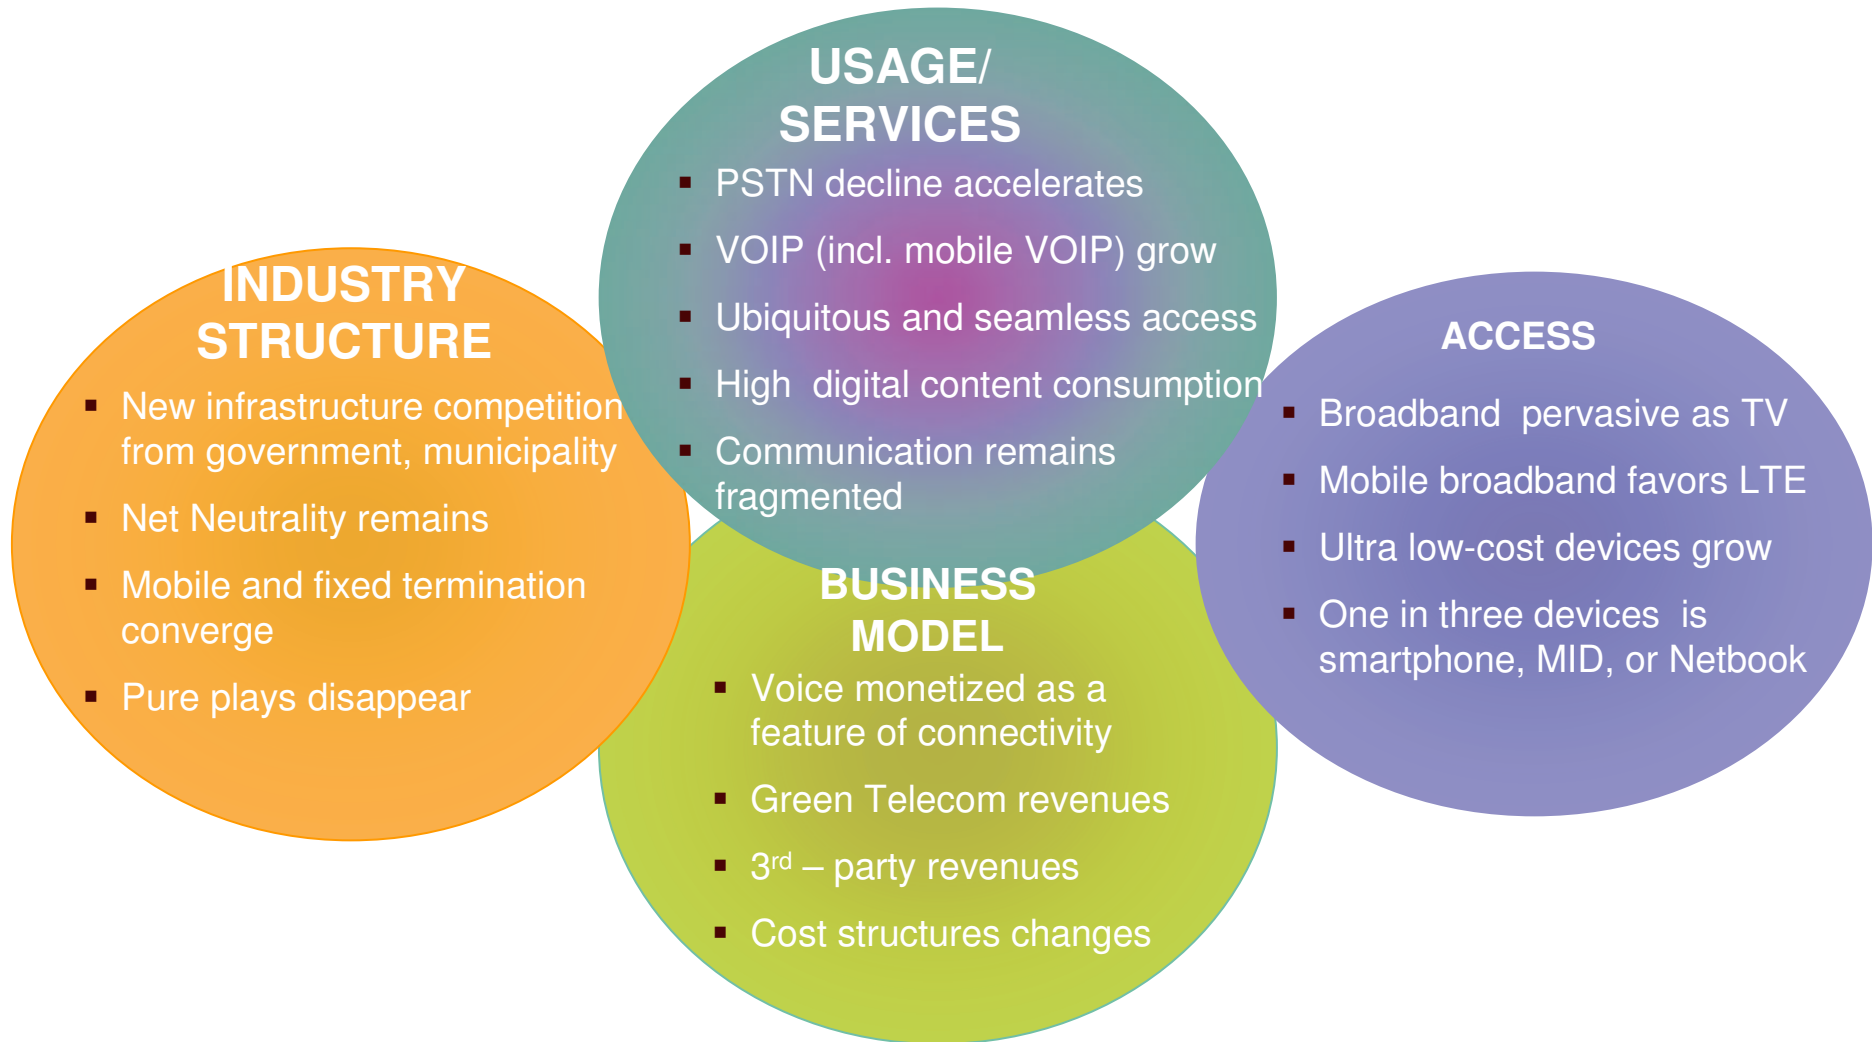 USAGE/
SERVICES
▪ PSTN decline accelerates
▪ VOIP (incl. mobile VOIP) grow
▪ Ubiquitous and seamless access
▪ High  digital content consumption
▪ Communication remains
fragmented
INDUSTRY
STRUCTURE
▪ New infrastructure competition
from government, municipality
▪ Net Neutrality remains
▪ Mobile and fixed termination
converge
▪ Pure plays disappear
BUSINESS
MODEL
▪ Voice monetized as a
feature of connectivity
▪ Green Telecom revenues
▪ 3rd – party revenues
▪ Cost structures changes
ACCESS
▪ Broadband  pervasive as TV
▪ Mobile broadband favors LTE
▪ Ultra low-cost devices grow
▪ One in three devices  is
smartphone, MID, or Netbook